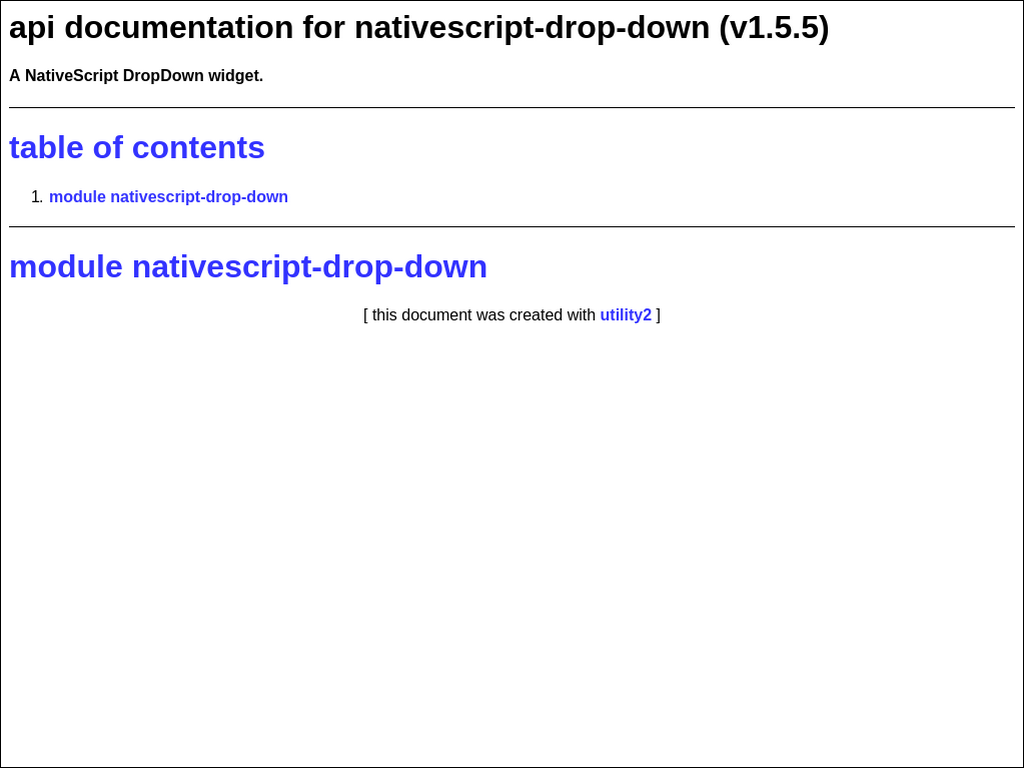 api documentation for nativescript-drop-down (v1.5.5)
A NativeScript DropDown widget.
table of contents
1. module nativescript-drop-down
module nativescript-drop-down
[ this document was created with utility2 ]